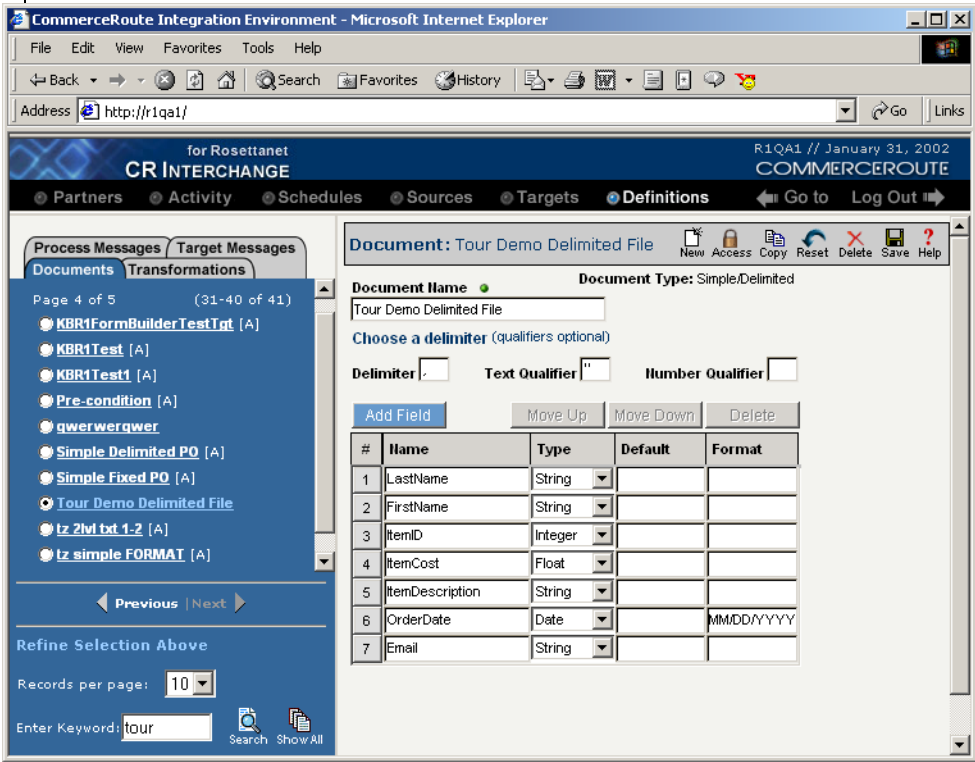 CommerceRoute Integration Environment - Microsoft Internet Explorer
File Edit View Favorites Tools Help
Back Search Favorites History
Address http://r1qa1/ Go Links
for Rosettanet
CR INTERCHANGE
R1QA1 // January 31, 2002
COMMERCEROUTE
Partners Activity Schedules Sources Targets Definitions Go to Log Out
Process Messages Target Messages
Documents Transformations
Page 4 of 5 (31-40 of 41)
KBR1FormBuilderTestTgt [A]
KBR1Test [A]
KBR1Test1 [A]
Pre-condition [A]
qwerwerqwer
Simple Delimited PO [A]
Simple Fixed PO [A]
Tour Demo Delimited File
tz 2lvl txt 1-2 [A]
tz simple FORMAT [A]
Previous | Next
Refine Selection Above
Records per page: 10
Enter Keyword: tour
Search Show All
Document: Tour Demo Delimited File
New Access Copy Reset Delete Save Help
Document Name Document Type: Simple/Delimited
Tour Demo Delimited File
Choose a delimiter (qualifiers optional)
Delimiter , Text Qualifier " Number Qualifier
Add Field Move Up Move Down Delete
# Name Type Default Format
1 LastName String
2 FirstName String
3 ItemID Integer
4 ItemCost Float
5 ItemDescription String
6 OrderDate Date MM/DD/YYYY
7 Email String